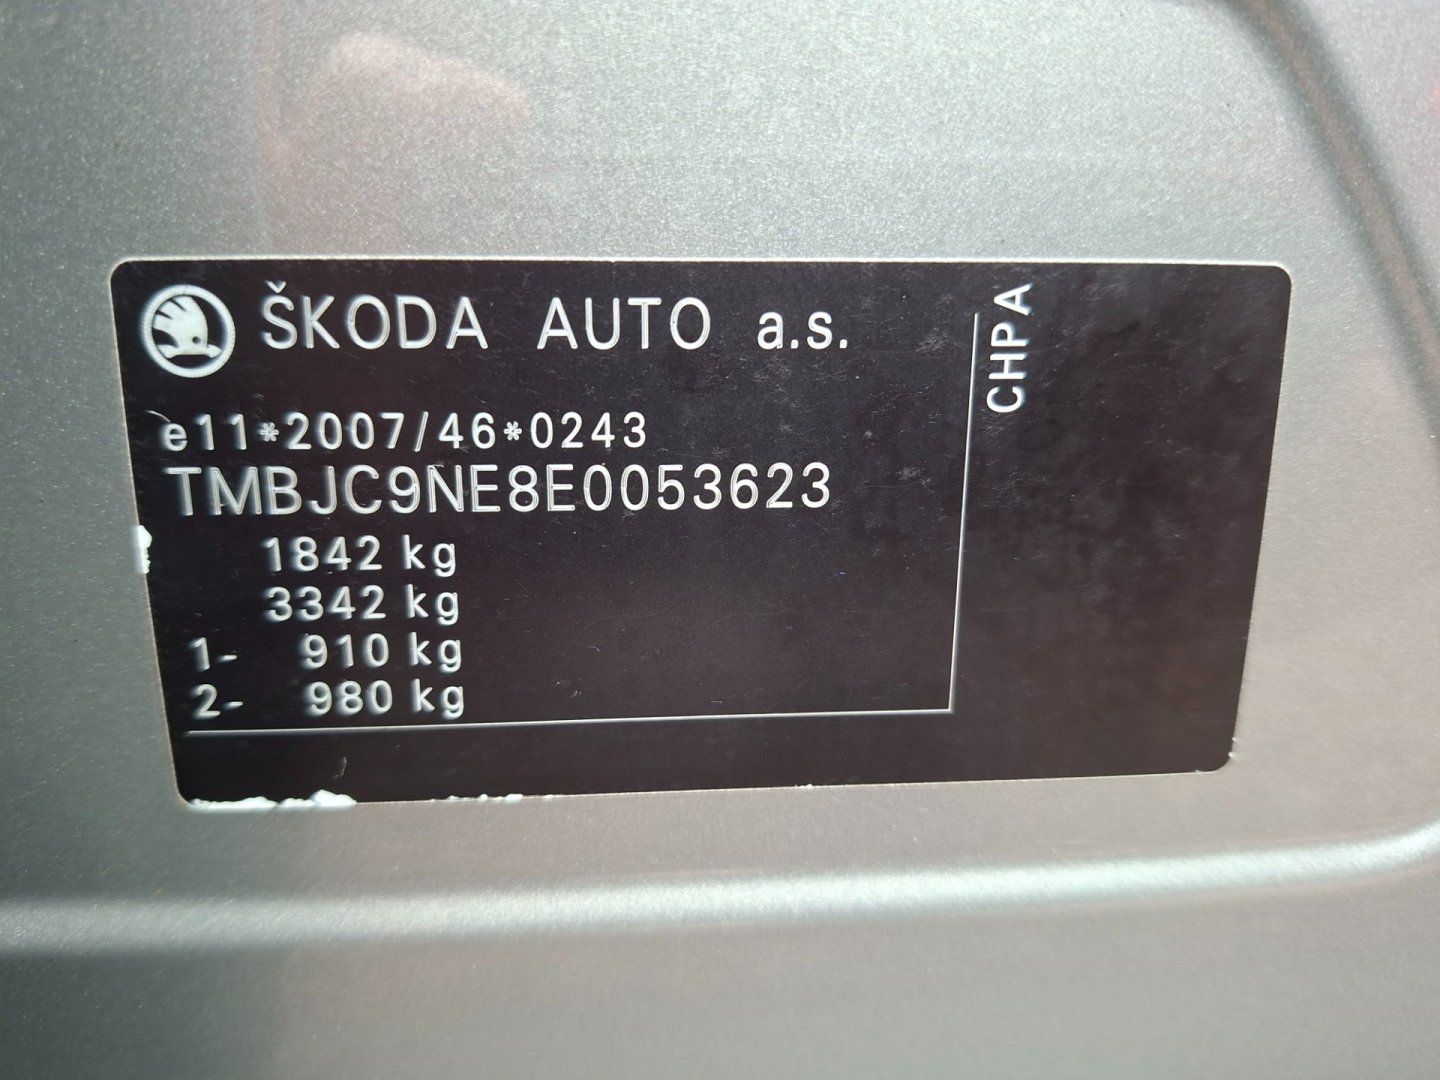 ŠKODA AUTO a.s.
e11*2007/46*0243
TMBJC9NE8E0053623
1842 kg
3342 kg
1- 910 kg
2- 980 kg
CHPA